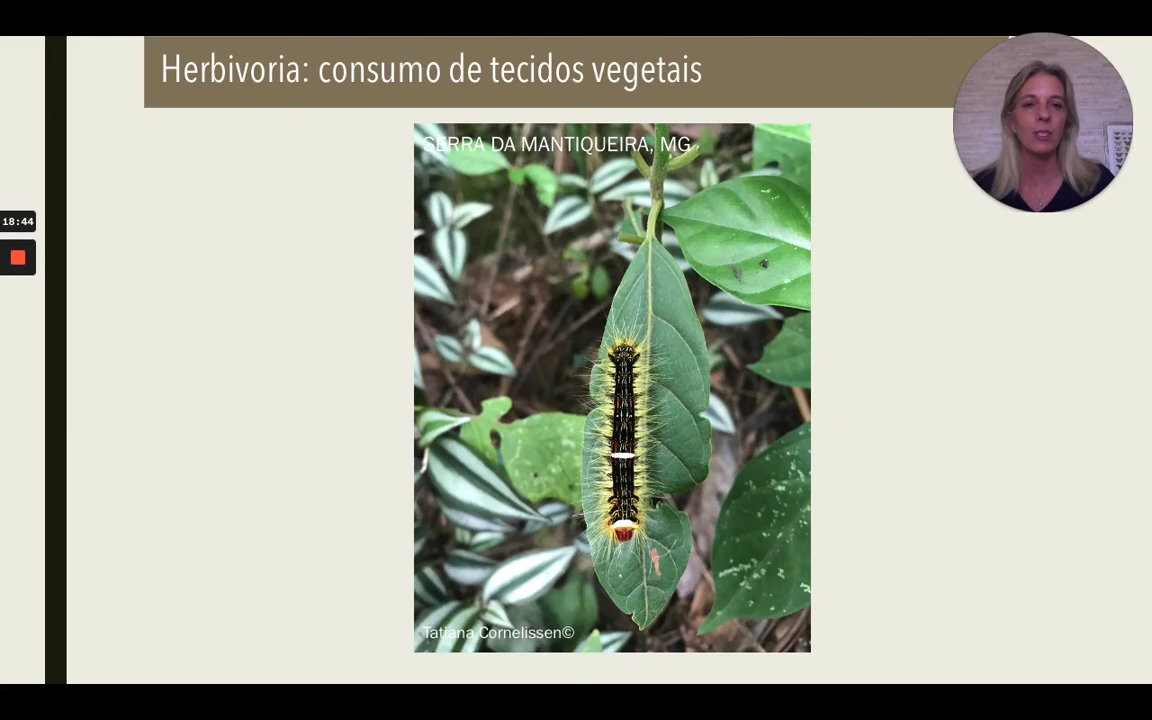 Herbivoria: consumo de tecidos vegetais
SERRA DA MANTIQUEIRA, MG
18:44
Tatiana Cornelissen©